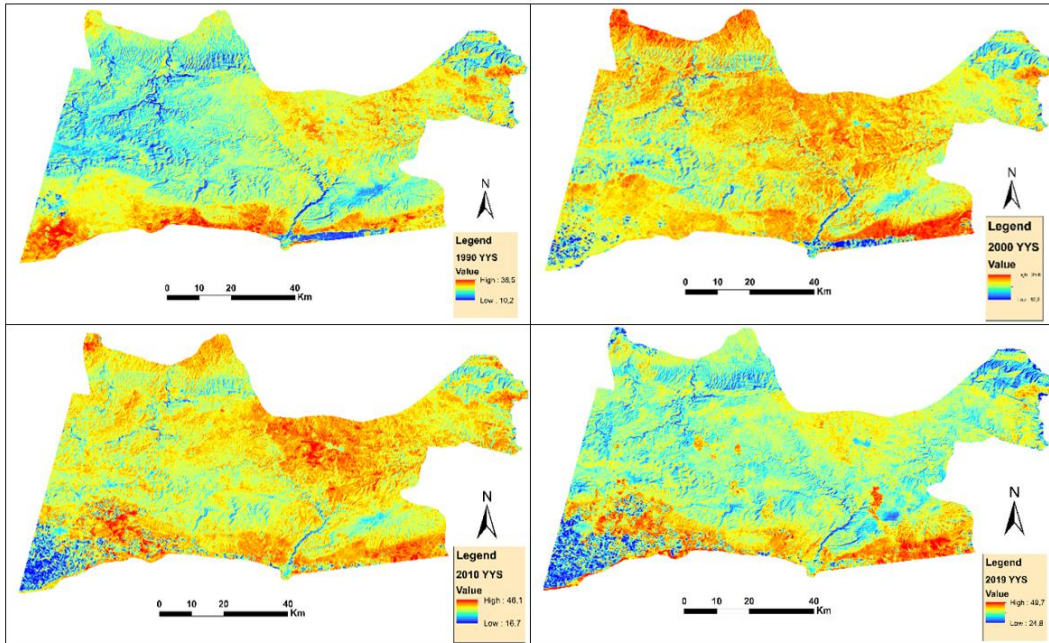 N
Legend
1990 YYS
Value
High : 38,5
Low : 10,2
0 10 20 40
Km
N
Legend
2000 YYS
Value
0 10 20 40
Km
N
Legend
2010 YYS
Value
High : 46,1
Low : 16,7
0 10 20 40
Km
N
Legend
2019 YYS
Value
High : 49,7
Low : 24,8
0 10 20 40
Km